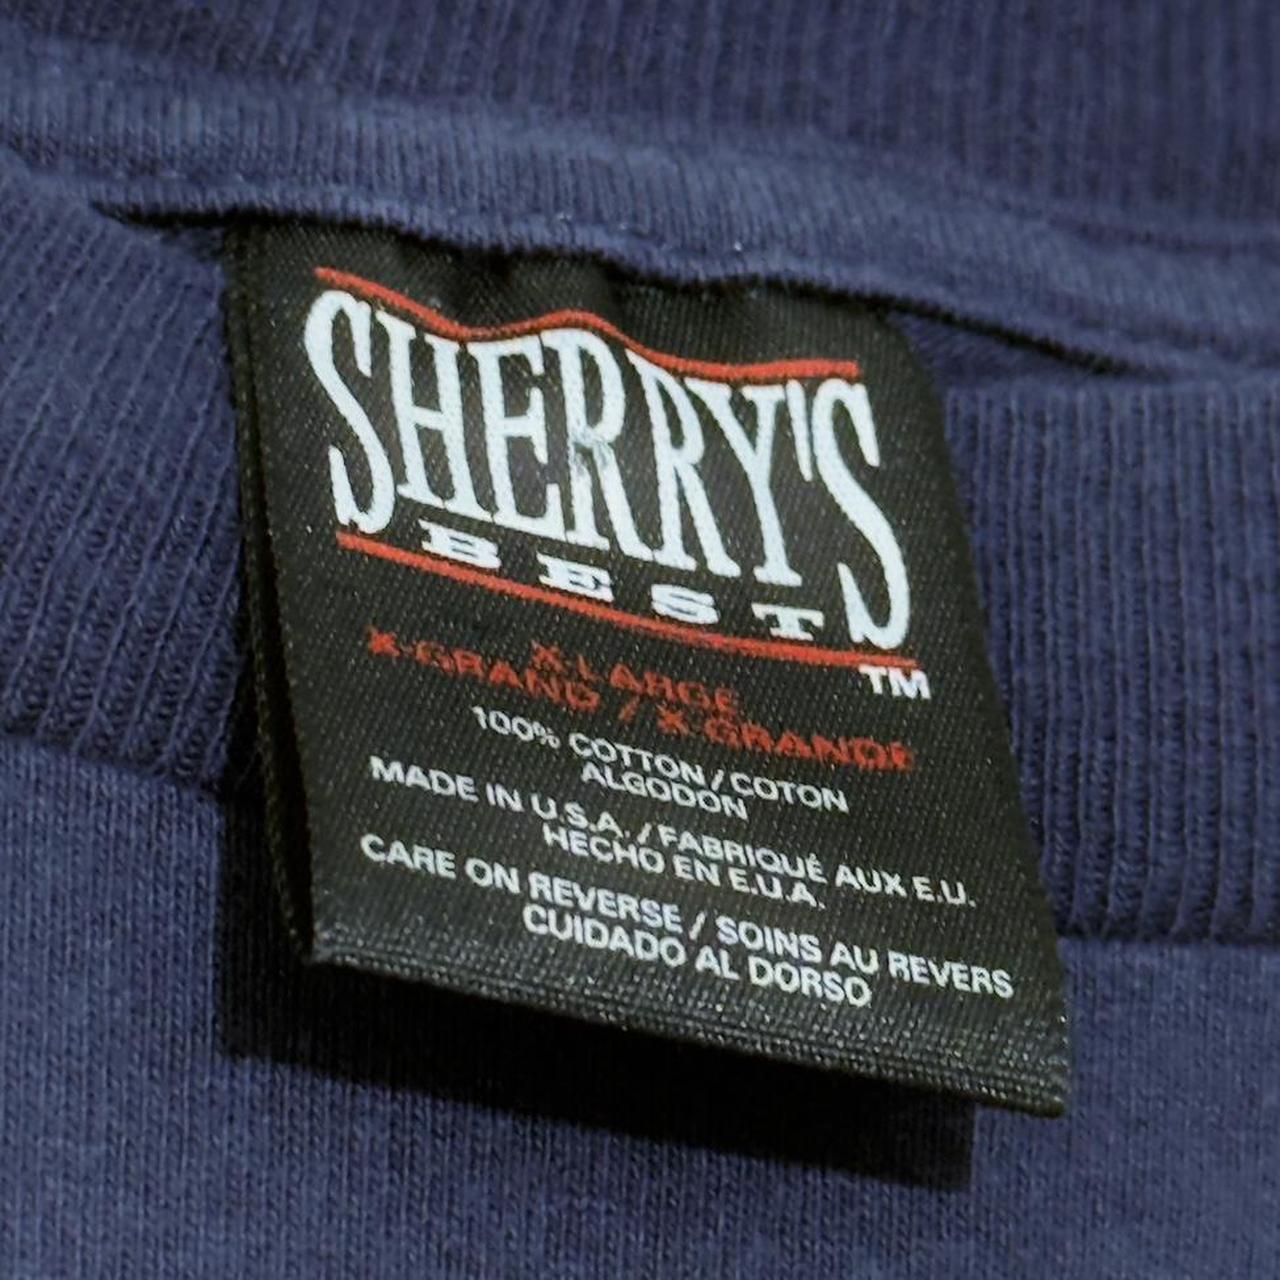 SHERRY'S
BEST
TM
X-LARGE
X-GRAND / X-GRANDE
100% COTTON / COTON
ALGODON
MADE IN U.S.A. / FABRIQUÉ AUX E.U.
HECHO EN E.U.A.
CARE ON REVERSE / SOINS AU REVERS
CUIDADO AL DORSO